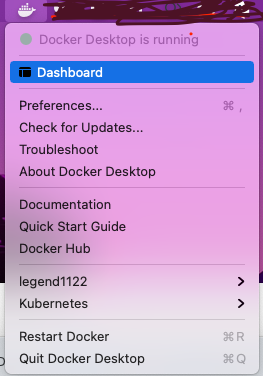 Docker Desktop is running
Dashboard
Preferences... ⌘ ,
Check for Updates...
Troubleshoot
About Docker Desktop
Documentation
Quick Start Guide
Docker Hub
legend1122
Kubernetes
Restart Docker ⌘R
Quit Docker Desktop ⌘Q